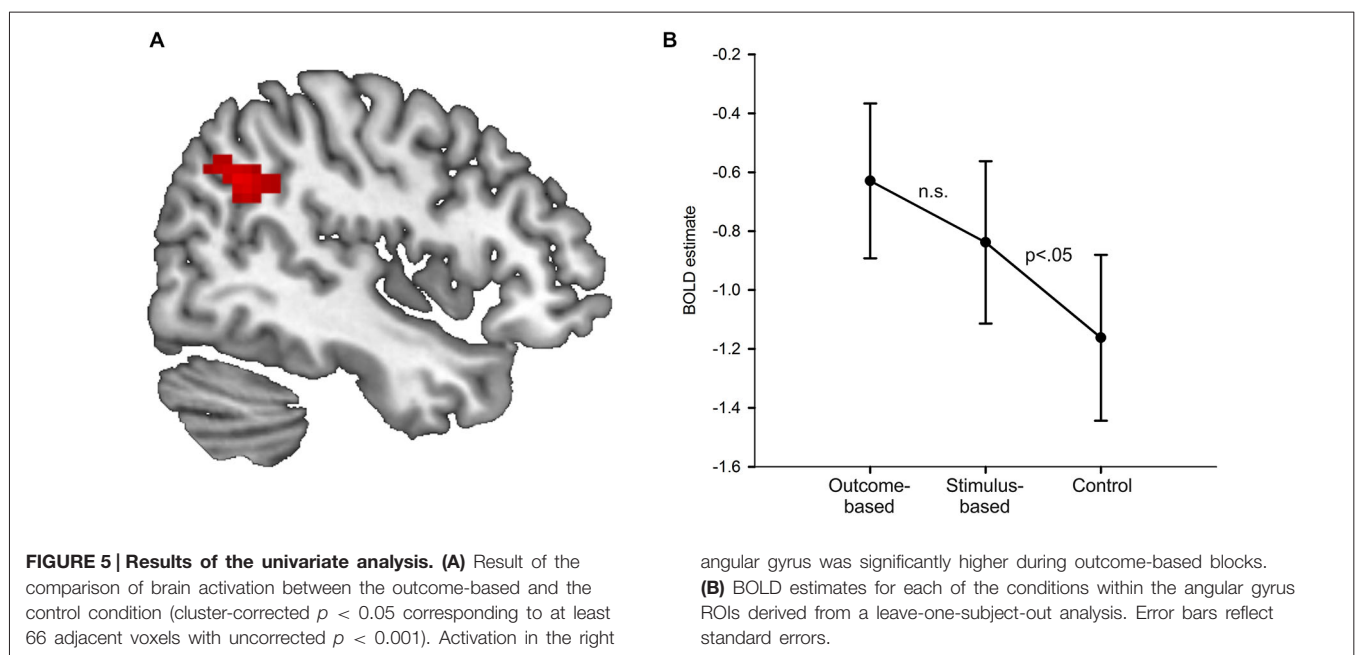 A
B
-0.2
-0.4
-0.6
-0.8
-1.0
-1.2
-1.4
-1.6
BOLD estimate
n.s.
p<.05
Outcome-
based
Stimulus-
based
Control
FIGURE 5 | Results of the univariate analysis. (A) Result of the
comparison of brain activation between the outcome-based and the
control condition (cluster-corrected p < 0.05 corresponding to at least
66 adjacent voxels with uncorrected p < 0.001). Activation in the right
angular gyrus was significantly higher during outcome-based blocks.
(B) BOLD estimates for each of the conditions within the angular gyrus
ROIs derived from a leave-one-subject-out analysis. Error bars reflect
standard errors.